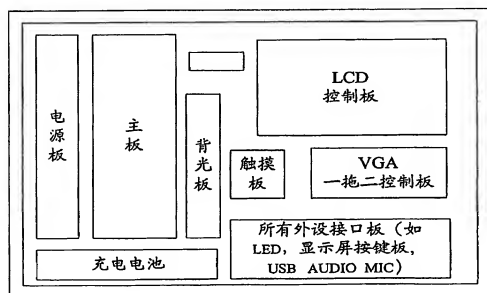 电源板
主板
背光板
LCD
控制板
触摸
板
VGA
一拖二控制板
所有外设接口板（如
LED，显示屏按键板，
USB AUDIO MIC）
充电电池